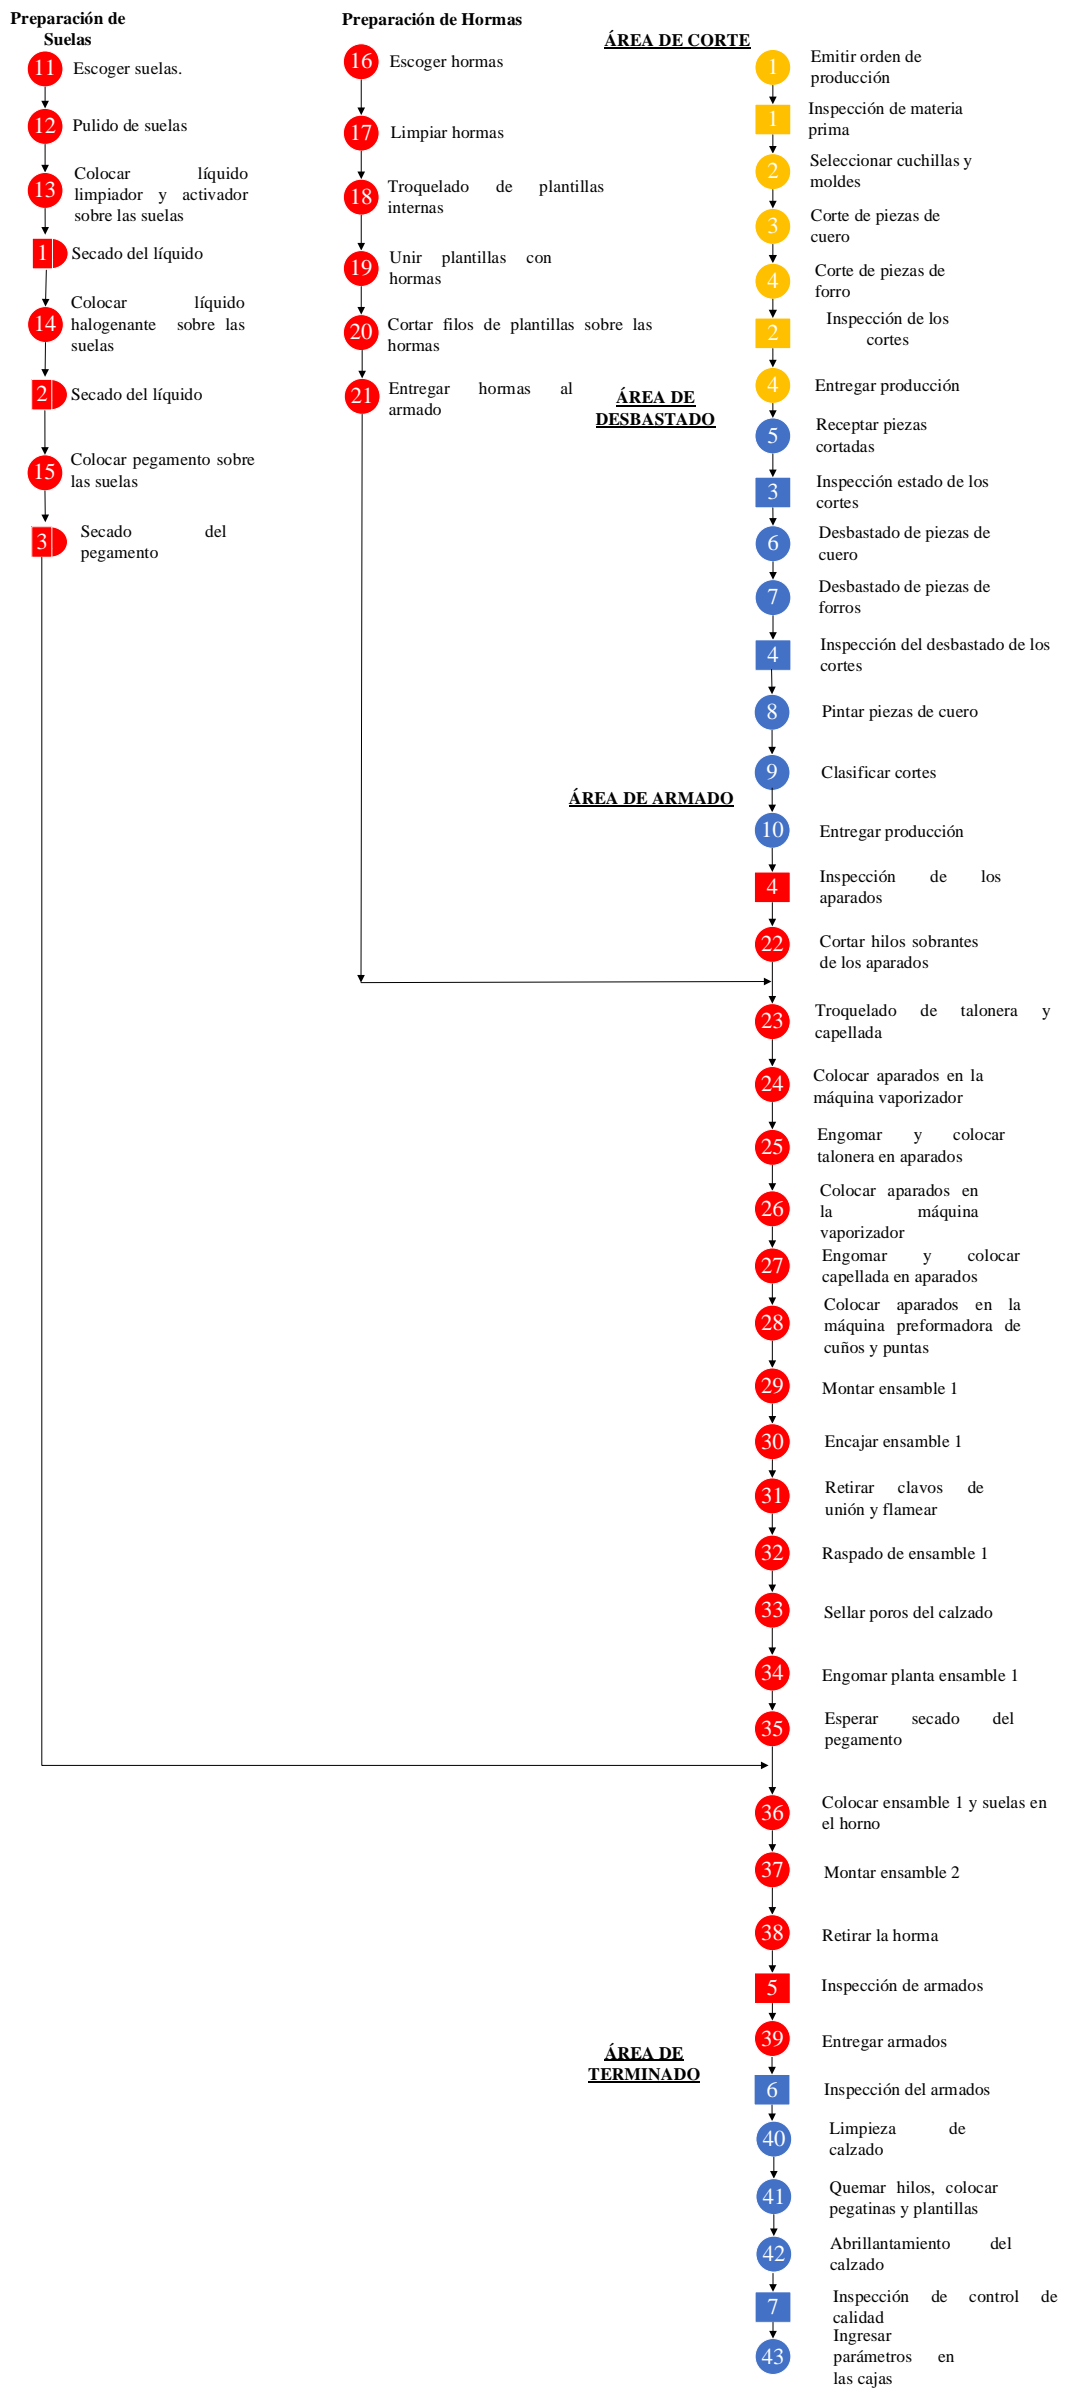 Preparación de
Suelas
11
Escoger suelas.
12
Pulido de suelas
13
Colocar líquido
limpiador y activador
sobre las suelas
1
Secado del líquido
14
Colocar líquido
halogenante sobre las
suelas
2
Secado del líquido
15
Colocar pegamento sobre
las suelas
3
Secado del
pegamento
Preparación de Hormas
16
Escoger hormas
17
Limpiar hormas
18
Troquelado de plantillas
internas
19
Unir plantillas con
hormas
20
Cortar filos de plantillas sobre las
hormas
21
Entregar hormas al
armado
ÁREA DE CORTE
1
Emitir orden de
producción
1
Inspección de materia
prima
2
Seleccionar cuchillas y
moldes
3
Corte de piezas de
cuero
4
Corte de piezas de
forro
2
Inspección de los
cortes
4
Entregar producción
ÁREA DE
DESBASTADO
5
Receptar piezas
cortadas
3
Inspección estado de los
cortes
6
Desbastado de piezas de
cuero
7
Desbastado de piezas de
forros
4
Inspección del desbastado de los
cortes
8
Pintar piezas de cuero
9
Clasificar cortes
ÁREA DE ARMADO
10
Entregar producción
4
Inspección de los
aparados
22
Cortar hilos sobrantes
de los aparados
23
Troquelado de talonera y
capellada
24
Colocar aparados en la
máquina vaporizador
25
Engomar y colocar
talonera en aparados
26
Colocar aparados en
la máquina
vaporizador
27
Engomar y colocar
capellada en aparados
28
Colocar aparados en la
máquina preformadora de
cuños y puntas
29
Montar ensamble 1
30
Encajar ensamble 1
31
Retirar clavos de
unión y flamear
32
Raspado de ensamble 1
33
Sellar poros del calzado
34
Engomar planta ensamble 1
35
Esperar secado del
pegamento
36
Colocar ensamble 1 y suelas en
el horno
37
Montar ensamble 2
38
Retirar la horma
5
Inspección de armados
39
Entregar armados
ÁREA DE
TERMINADO
6
Inspección del armados
40
Limpieza de
calzado
41
Quemar hilos, colocar
pegatinas y plantillas
42
Abrillantamiento del
calzado
7
Inspección de control de
calidad
43
Ingresar
parámetros en
las cajas